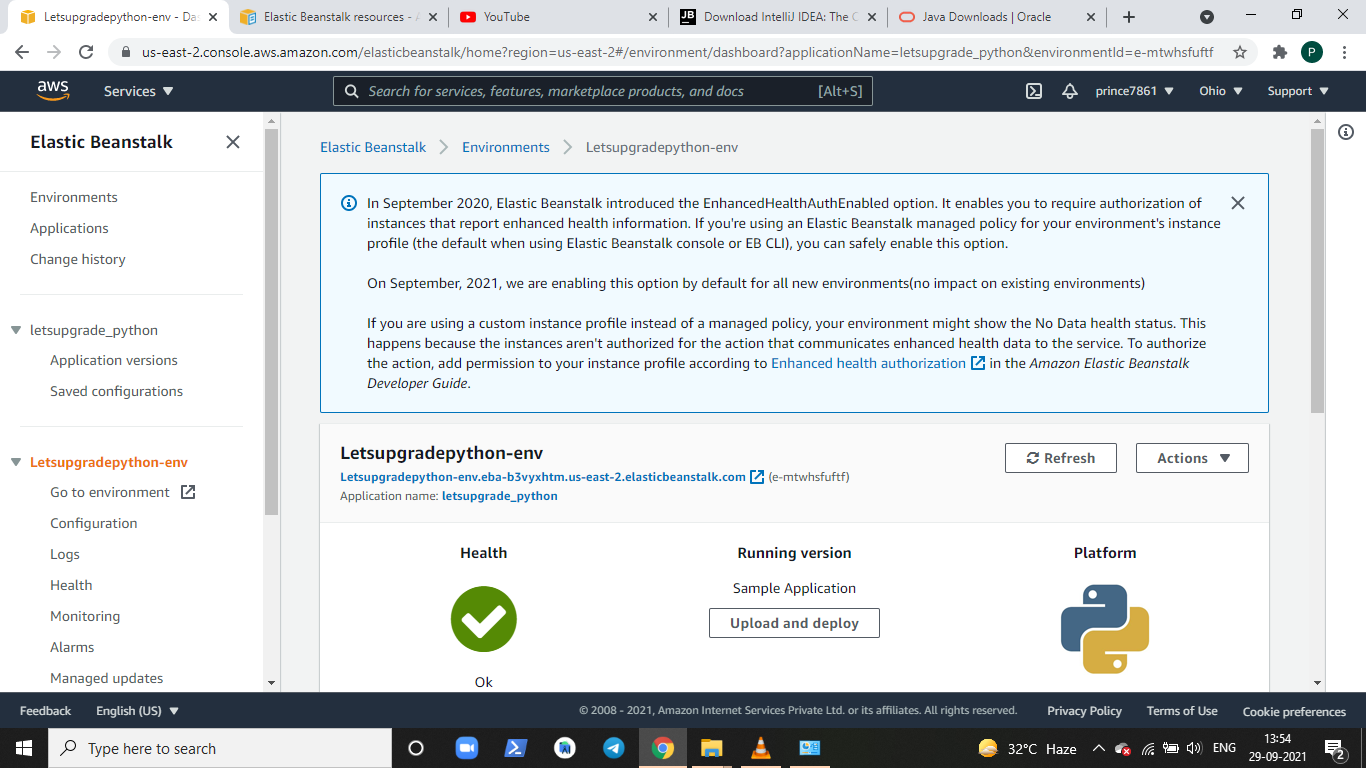 Letsupgradepython-env - Da
Elastic Beanstalk resources - A
YouTube
Download IntelliJ IDEA: The C
Java Downloads | Oracle
us-east-2.console.aws.amazon.com/elasticbeanstalk/home?region=us-east-2#/environment/dashboard?applicationName=letsupgrade_python&environmentId=e-mtwhsfuftf
P
aws
Services
Search for services, features, marketplace products, and docs
[Alt+S]
prince7861
Ohio
Support
Elastic Beanstalk
Environments
Applications
Change history
letsupgrade_python
Application versions
Saved configurations
Letsupgradepython-env
Go to environment
Configuration
Logs
Health
Monitoring
Alarms
Managed updates
Elastic Beanstalk > Environments > Letsupgradepython-env
In September 2020, Elastic Beanstalk introduced the EnhancedHealthAuthEnabled option. It enables you to require authorization of
instances that report enhanced health information. If you're using an Elastic Beanstalk managed policy for your environment's instance
profile (the default when using Elastic Beanstalk console or EB CLI), you can safely enable this option.
On September, 2021, we are enabling this option by default for all new environments(no impact on existing environments)
If you are using a custom instance profile instead of a managed policy, your environment might show the No Data health status. This
happens because the instances aren't authorized for the action that communicates enhanced health data to the service. To authorize
the action, add permission to your instance profile according to Enhanced health authorization in the Amazon Elastic Beanstalk
Developer Guide.
Letsupgradepython-env
Letsupgradepython-env.eba-b3vyxhtm.us-east-2.elasticbeanstalk.com (e-mtwhsfuftf)
Application name: letsupgrade_python
Refresh
Actions
Health
Ok
Running version
Sample Application
Upload and deploy
Platform
Feedback
English (US)
© 2008 - 2021, Amazon Internet Services Private Ltd. or its affiliates. All rights reserved.
Privacy Policy
Terms of Use
Cookie preferences
Type here to search
32°C Haze
ENG
13:54
29-09-2021
2